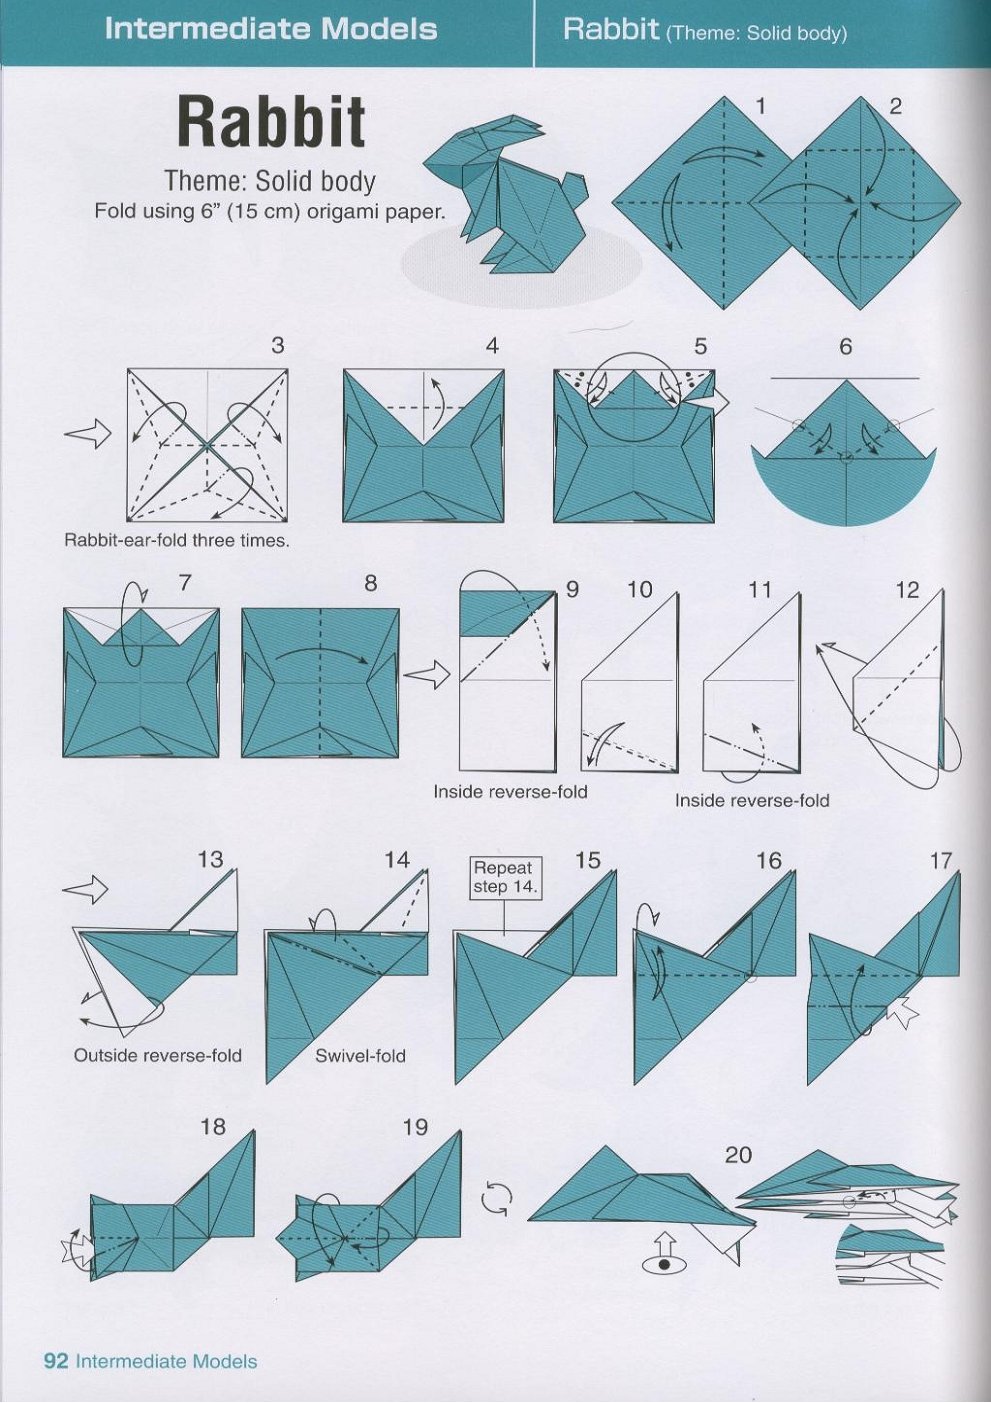 Intermediate Models
Rabbit (Theme: Solid body)
Rabbit
Theme: Solid body
Fold using 6” (15 cm) origami paper.
1
2
3
4
5
6
Rabbit-ear-fold three times.
7
8
9
10
11
12
Inside reverse-fold
Inside reverse-fold
13
14
Repeat
step 14.
15
16
17
Outside reverse-fold
Swivel-fold
18
19
20
92 Intermediate Models